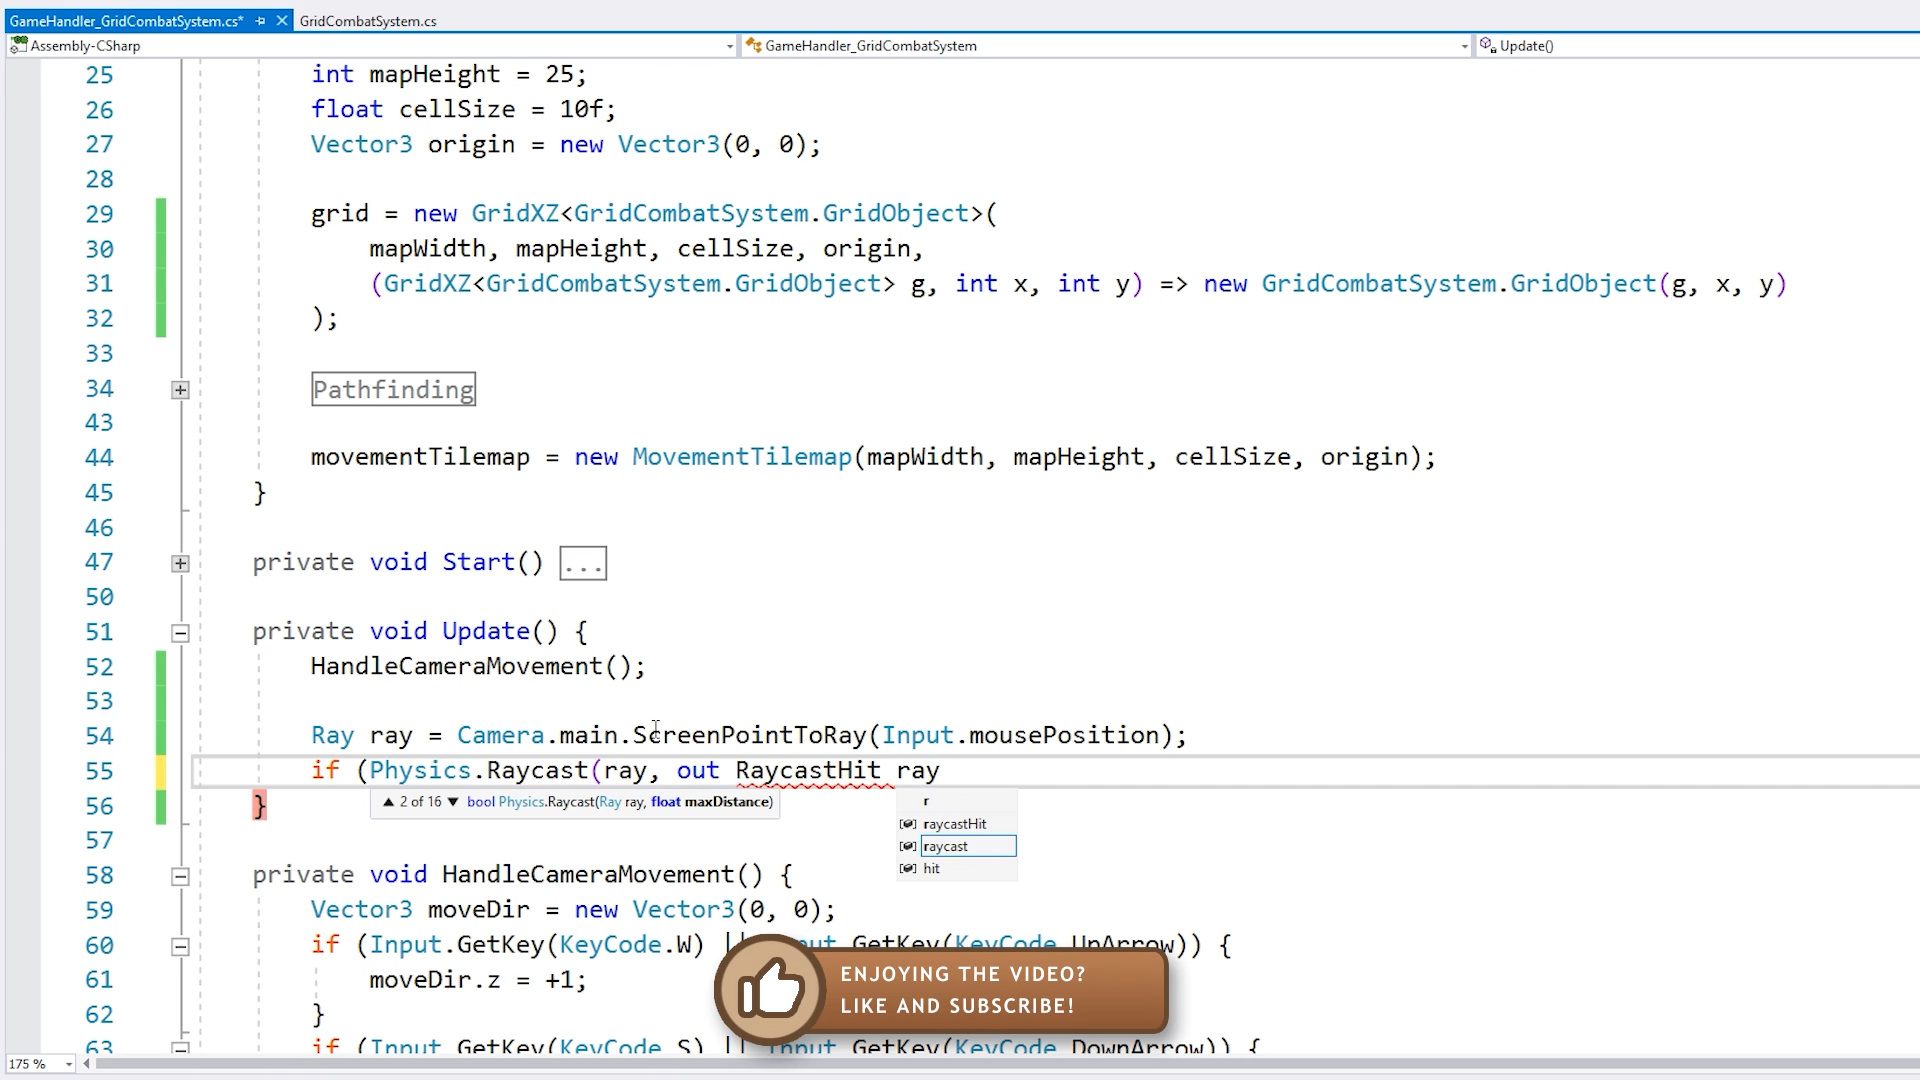 GameHandler_GridCombatSystem.cs* GridCombatSystem.cs
Assembly-CSharp GameHandler_GridCombatSystem Update()
25 int mapHeight = 25;
26 float cellSize = 10f;
27 Vector3 origin = new Vector3(0, 0);
28
29 grid = new GridXZ<GridCombatSystem.GridObject>(
30 mapWidth, mapHeight, cellSize, origin,
31 (GridXZ<GridCombatSystem.GridObject> g, int x, int y) => new GridCombatSystem.GridObject(g, x, y)
32 );
33
34 Pathfinding
43
44 movementTilemap = new MovementTilemap(mapWidth, mapHeight, cellSize, origin);
45 }
46
47 private void Start() ...
50
51 private void Update() {
52 HandleCameraMovement();
53
54 Ray ray = Camera.main.ScreenPointToRay(Input.mousePosition);
55 if (Physics.Raycast(ray, out RaycastHit ray
56 }
▲ 2 of 16 ▼ bool Physics.Raycast(Ray ray, float maxDistance)
r
raycastHit
raycast
hit
57
58 private void HandleCameraMovement() {
59 Vector3 moveDir = new Vector3(0, 0);
60 if (Input.GetKey(KeyCode.W) || Input.GetKey(KeyCode.UpArrow)) {
61 moveDir.z = +1;
62 }
63 if (Input.GetKey(KeyCode.S) || Input.GetKey(KeyCode.DownArrow)) {
ENJOYING THE VIDEO?
LIKE AND SUBSCRIBE!
175 %